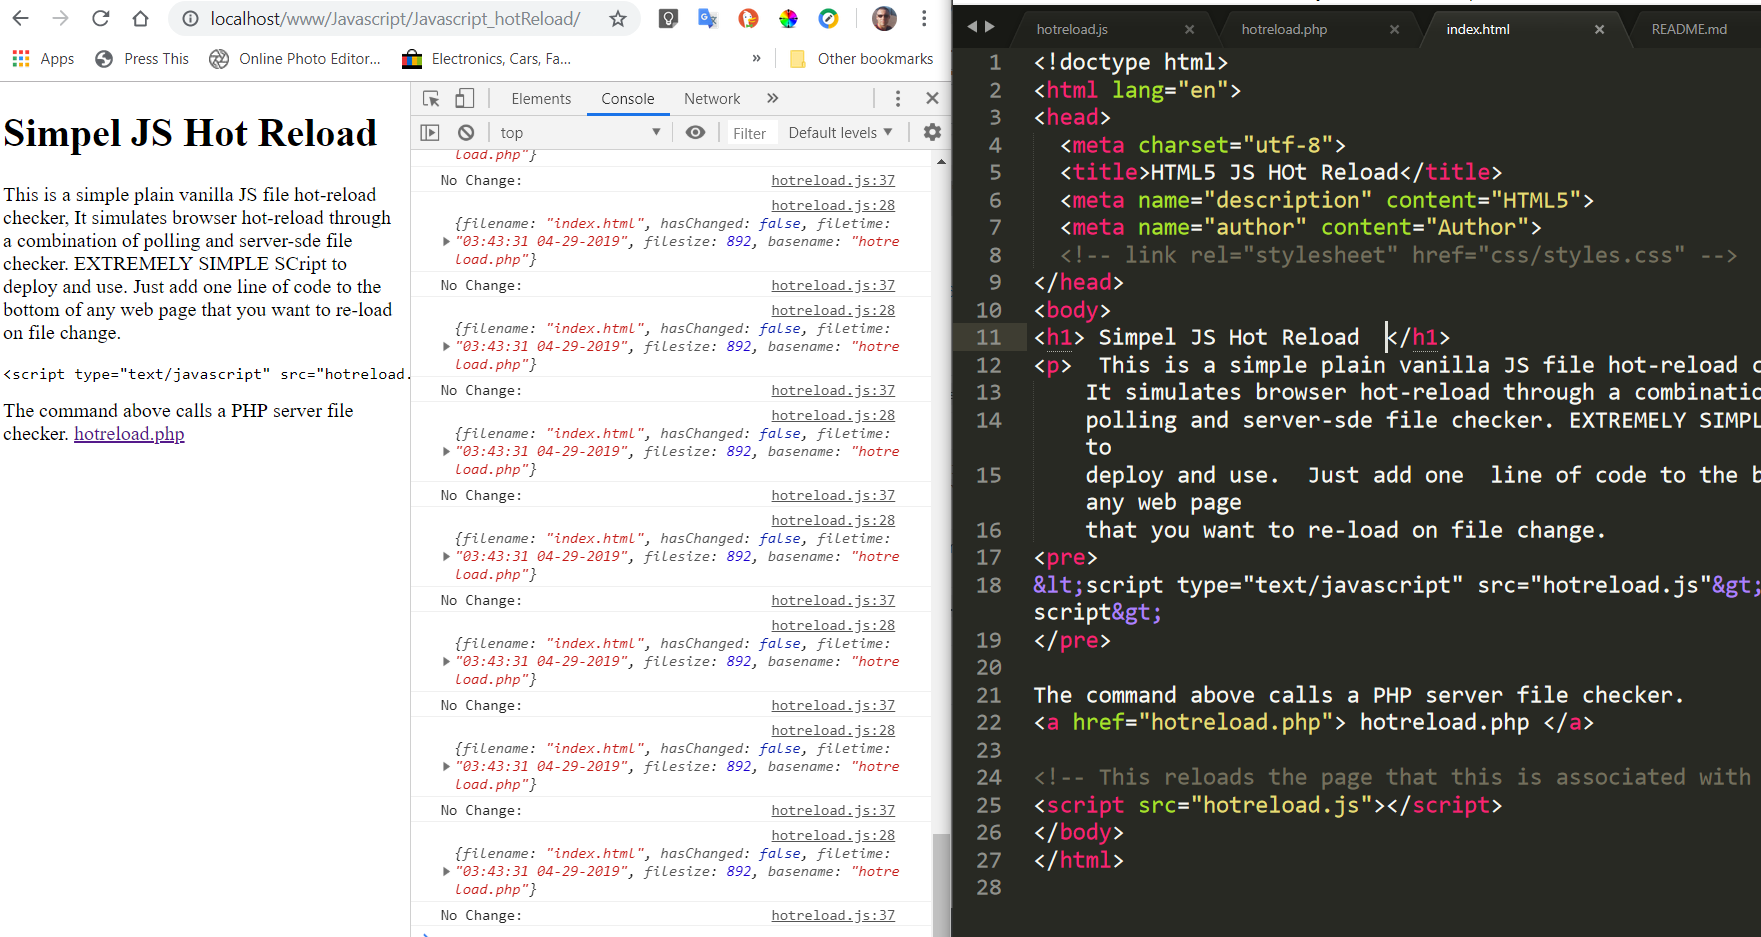 localhost/www/Javascript/Javascript_hotReload/
Apps Press This Online Photo Editor... Electronics, Cars, Fa... » Other bookmarks
Simpel JS Hot Reload
This is a simple plain vanilla JS file hot-reload
checker, It simulates browser hot-reload through
a combination of polling and server-sde file
checker. EXTREMELY SIMPLE SCript to
deploy and use. Just add one line of code to the
bottom of any web page that you want to re-load
on file change.
<script type="text/javascript" src="hotreload.
The command above calls a PHP server file
checker. hotreload.php
Elements Console Network »
top Filter Default levels
load.php"}
No Change: hotreload.js:37
hotreload.js:28
{filename: "index.html", hasChanged: false, filetime:
"03:43:31 04-29-2019", filesize: 892, basename: "hotre
load.php"}
No Change: hotreload.js:37
hotreload.js:28
{filename: "index.html", hasChanged: false, filetime:
"03:43:31 04-29-2019", filesize: 892, basename: "hotre
load.php"}
No Change: hotreload.js:37
hotreload.js:28
{filename: "index.html", hasChanged: false, filetime:
"03:43:31 04-29-2019", filesize: 892, basename: "hotre
load.php"}
No Change: hotreload.js:37
hotreload.js:28
{filename: "index.html", hasChanged: false, filetime:
"03:43:31 04-29-2019", filesize: 892, basename: "hotre
load.php"}
No Change: hotreload.js:37
hotreload.js:28
{filename: "index.html", hasChanged: false, filetime:
"03:43:31 04-29-2019", filesize: 892, basename: "hotre
load.php"}
No Change: hotreload.js:37
hotreload.js:28
{filename: "index.html", hasChanged: false, filetime:
"03:43:31 04-29-2019", filesize: 892, basename: "hotre
load.php"}
No Change: hotreload.js:37
hotreload.js:28
{filename: "index.html", hasChanged: false, filetime:
"03:43:31 04-29-2019", filesize: 892, basename: "hotre
load.php"}
No Change: hotreload.js:37
hotreload.js hotreload.php index.html README.md
1 <!doctype html>
2 <html lang="en">
3 <head>
4 <meta charset="utf-8">
5 <title>HTML5 JS HOt Reload</title>
6 <meta name="description" content="HTML5">
7 <meta name="author" content="Author">
8 <!-- link rel="stylesheet" href="css/styles.css" -->
9 </head>
10 <body>
11 <h1> Simpel JS Hot Reload </h1>
12 <p> This is a simple plain vanilla JS file hot-reload c
13 It simulates browser hot-reload through a combinatio
14 polling and server-sde file checker. EXTREMELY SIMPL
to
15 deploy and use. Just add one line of code to the b
any web page
16 that you want to re-load on file change.
17 <pre>
18 &lt;script type="text/javascript" src="hotreload.js"&gt;
script&gt;
19 </pre>
20
21 The command above calls a PHP server file checker.
22 <a href="hotreload.php"> hotreload.php </a>
23
24 <!-- This reloads the page that this is associated with
25 <script src="hotreload.js"></script>
26 </body>
27 </html>
28